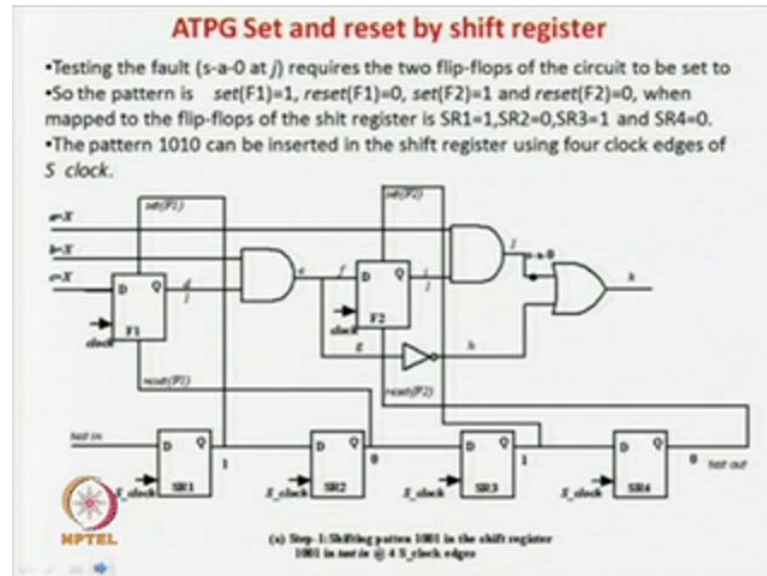 ATPG Set and reset by shift register
•Testing the fault (s-a-0 at j) requires the two flip-flops of the circuit to be set to
•So the pattern is set(F1)=1, reset(F1)=0, set(F2)=1 and reset(F2)=0, when
mapped to the flip-flops of the shit register is SR1=1,SR2=0,SR3=1 and SR4=0.
•The pattern 1010 can be inserted in the shift register using four clock edges of
S clock.
set(F1)
set(F2)
a=X
b=X
c=X
j
s-a-0
D Q
d
1
e
f
D Q
i
1
k
F1
clock
F2
clock
g
h
reset(F1)
reset(F2)
test in
D Q
1
D Q
0
D Q
1
D Q
0
test out
S_clock
SR1
S_clock
SR2
S_clock
SR3
S_clock
SR4
NPTEL
(a) Step-1:Shifting pattern 1001 in the shift register
1001 in test in @ 4 S_clock edges